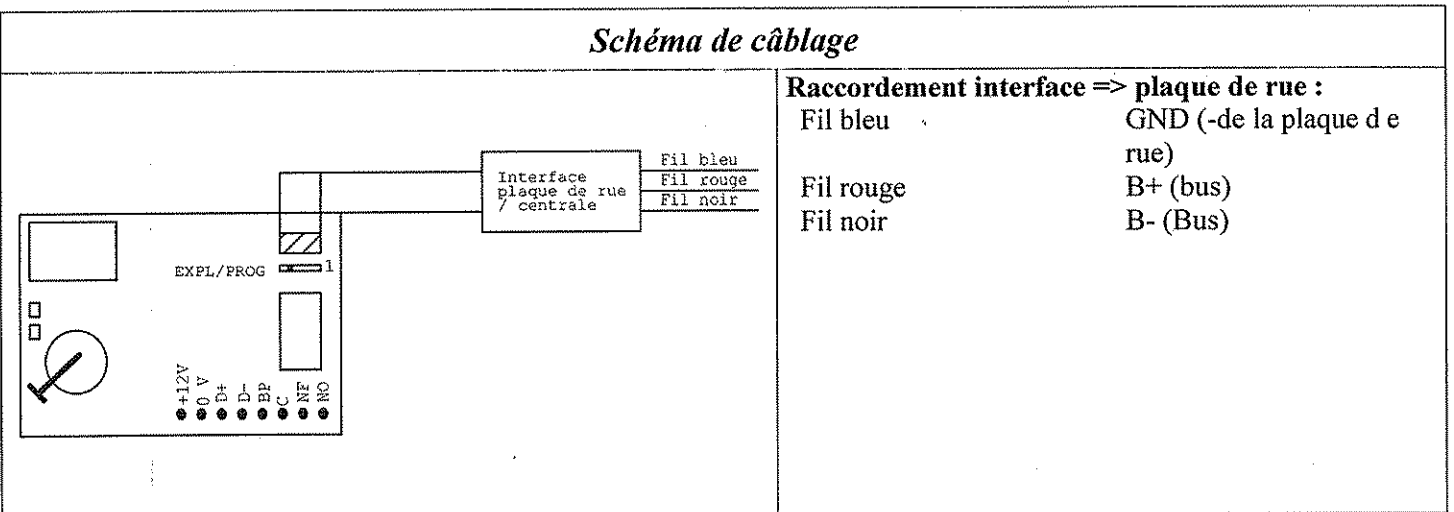 Schéma de câblage
Raccordement interface => plaque de rue :
Fil bleu GND (-de la plaque d e
rue)
Fil rouge B+ (bus)
Fil noir B- (Bus)
Interface
plaque de rue
/ centrale
Fil bleu
Fil rouge
Fil noir
EXPL/PROG 1
+12V
0 V
D+
D-
BP
C
NF
NO